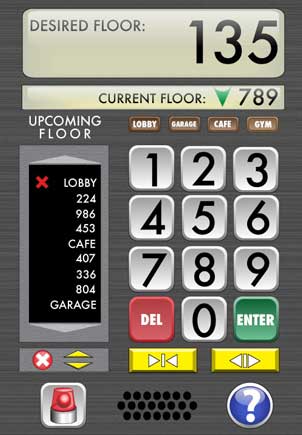 DESIRED FLOOR: 135
CURRENT FLOOR: 789
UPCOMING
FLOOR
LOBBY GARAGE CAFE GYM
LOBBY
224
986
453
CAFE
407
336
804
GARAGE
1 2 3
4 5 6
7 8 9
DEL 0 ENTER
?